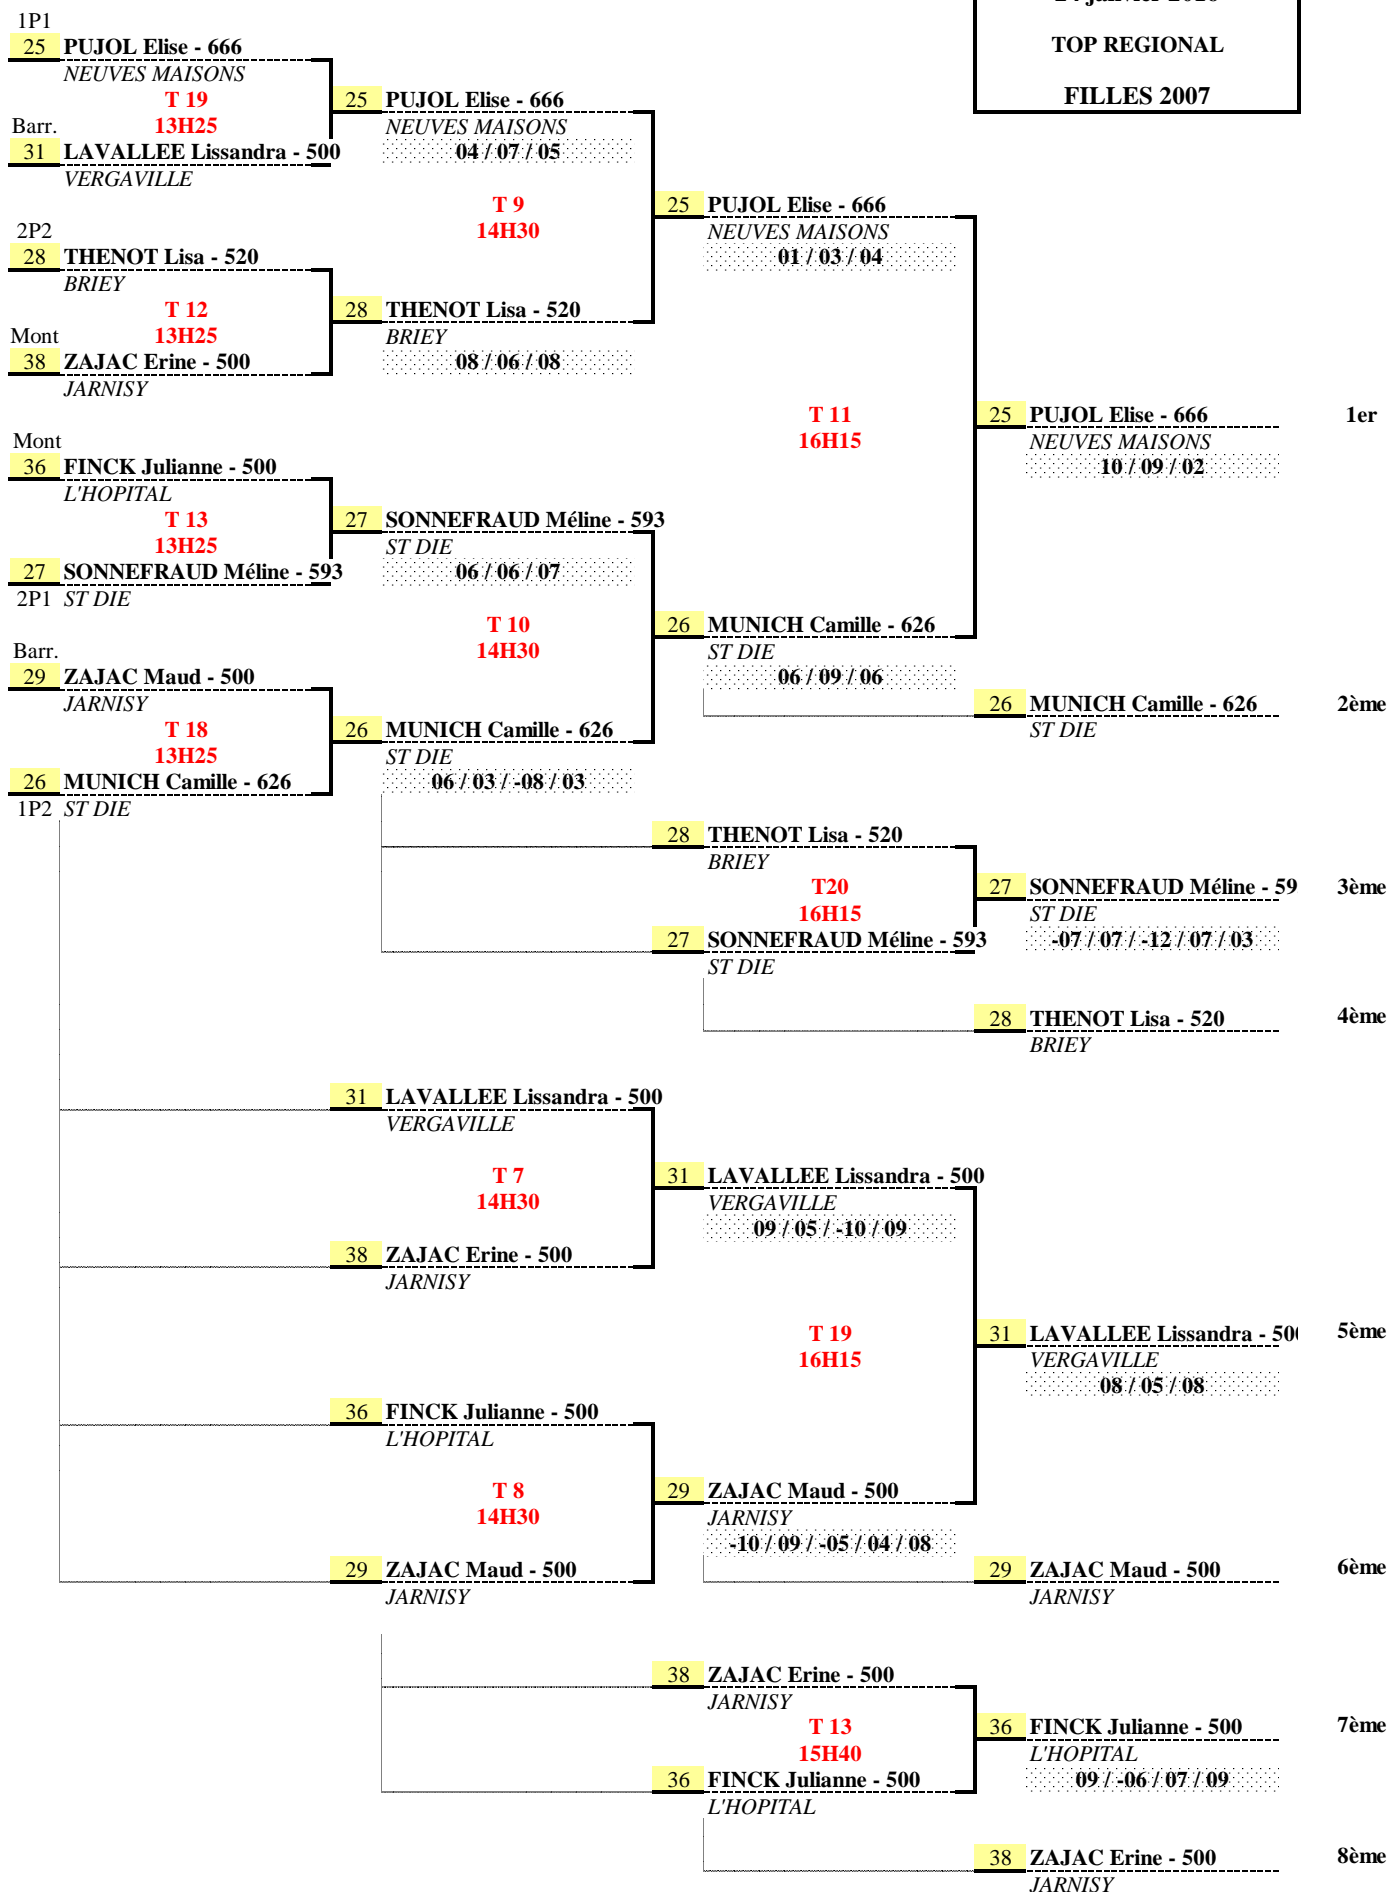 TOP REGIONAL
FILLES 2007
1P1
25 PUJOL Elise - 666
NEUVES MAISONS
T 19
13H25
Barr.
31 LAVALLEE Lissandra - 500
VERGAVILLE
25 PUJOL Elise - 666
NEUVES MAISONS
04 / 07 / 05
T 9
14H30
2P2
28 THENOT Lisa - 520
BRIEY
T 12
13H25
Mont
38 ZAJAC Erine - 500
JARNISY
28 THENOT Lisa - 520
BRIEY
08 / 06 / 08
25 PUJOL Elise - 666
NEUVES MAISONS
01 / 03 / 04
T 11
16H15
25 PUJOL Elise - 666 1er
NEUVES MAISONS
10 / 09 / 02
Mont
36 FINCK Julianne - 500
L'HOPITAL
T 13
13H25
27 SONNEFRAUD Méline - 593
2P1 ST DIE
27 SONNEFRAUD Méline - 593
ST DIE
06 / 06 / 07
T 10
14H30
Barr.
29 ZAJAC Maud - 500
JARNISY
T 18
13H25
26 MUNICH Camille - 626
1P2 ST DIE
26 MUNICH Camille - 626
ST DIE
06 / 03 / -08 / 03
26 MUNICH Camille - 626
ST DIE
06 / 09 / 06
26 MUNICH Camille - 626 2ème
ST DIE
28 THENOT Lisa - 520
BRIEY
T20
16H15
27 SONNEFRAUD Méline - 593
ST DIE
27 SONNEFRAUD Méline - 59 3ème
ST DIE
-07 / 07 / -12 / 07 / 03
28 THENOT Lisa - 520 4ème
BRIEY
31 LAVALLEE Lissandra - 500
VERGAVILLE
T 7
14H30
38 ZAJAC Erine - 500
JARNISY
31 LAVALLEE Lissandra - 500
VERGAVILLE
09 / 05 / -10 / 09
T 19
16H15
31 LAVALLEE Lissandra - 500 5ème
VERGAVILLE
08 / 05 / 08
36 FINCK Julianne - 500
L'HOPITAL
T 8
14H30
29 ZAJAC Maud - 500
JARNISY
29 ZAJAC Maud - 500
JARNISY
-10 / 09 / -05 / 04 / 08
29 ZAJAC Maud - 500 6ème
JARNISY
38 ZAJAC Erine - 500
JARNISY
T 13
15H40
36 FINCK Julianne - 500
L'HOPITAL
36 FINCK Julianne - 500 7ème
L'HOPITAL
09 / -06 / 07 / 09
38 ZAJAC Erine - 500 8ème
JARNISY